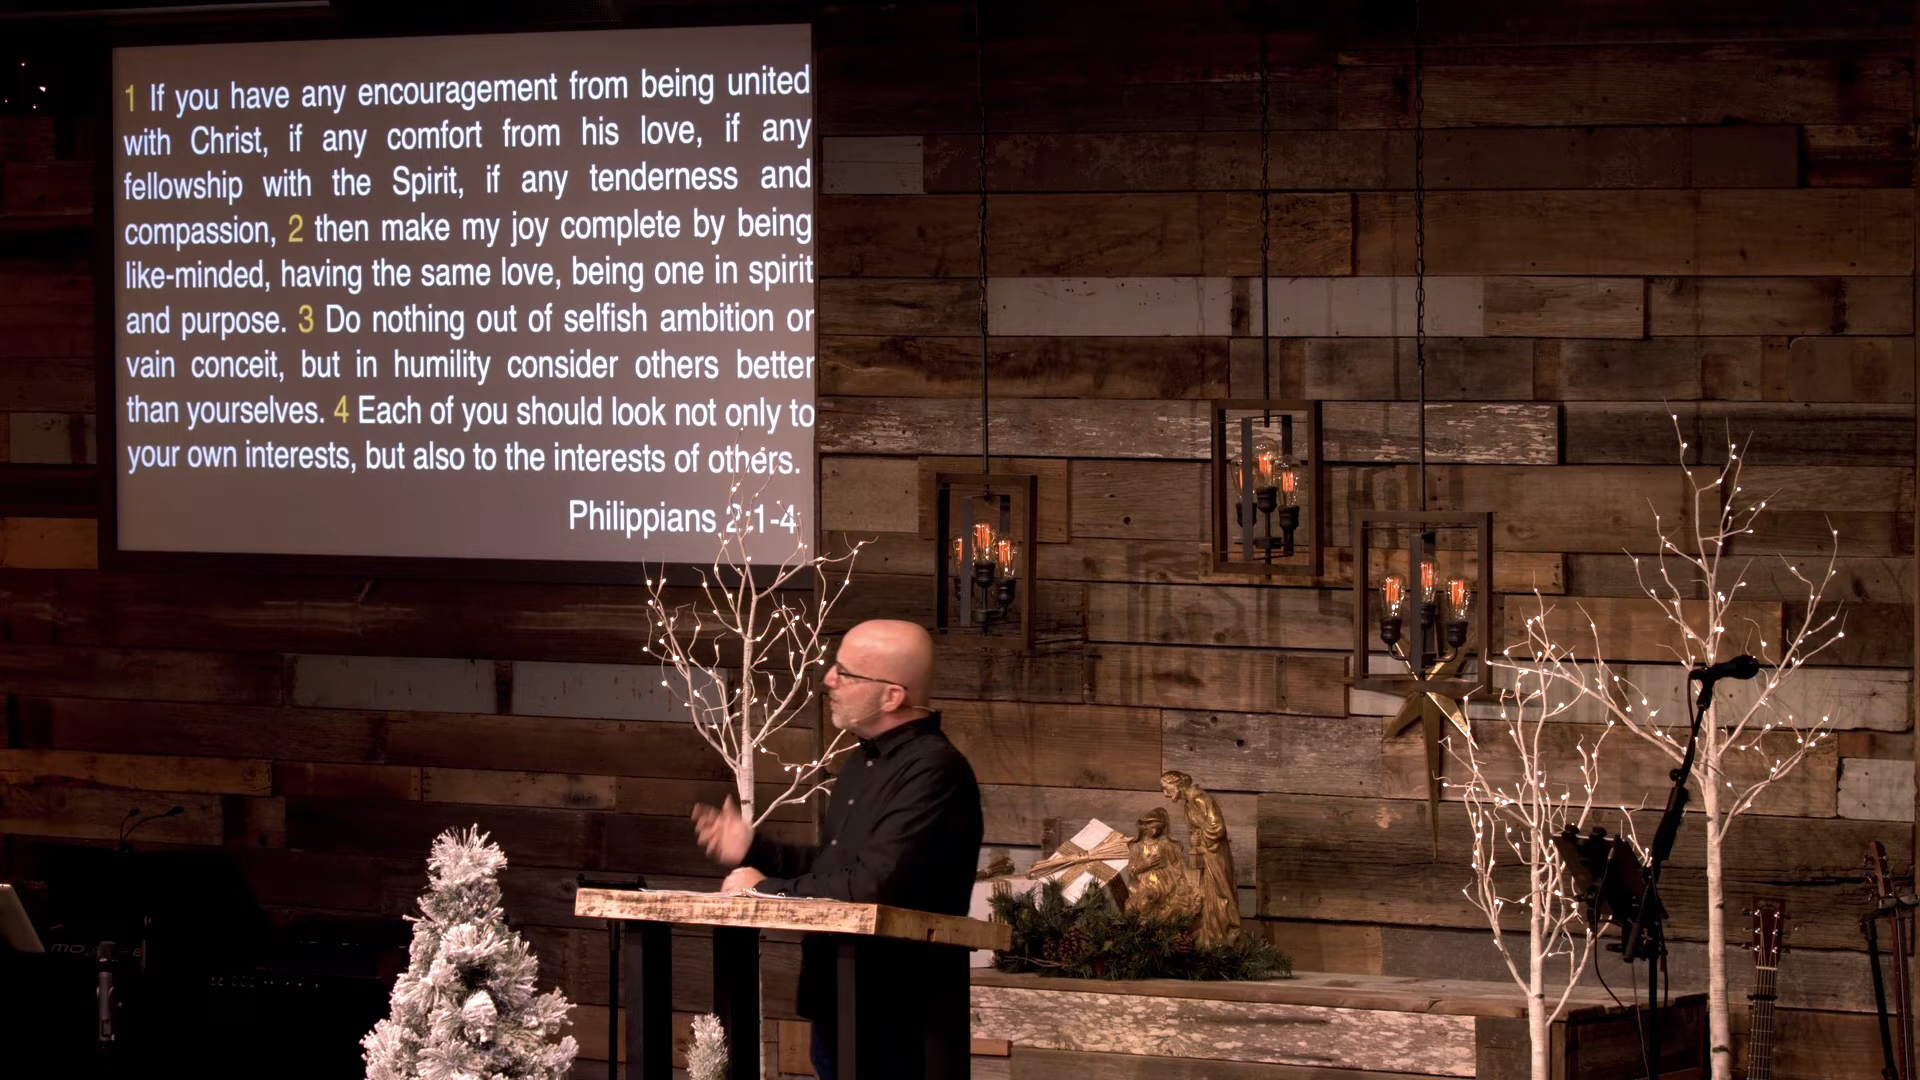 1 If you have any encouragement from being united
with Christ, if any comfort from his love, if any
fellowship with the Spirit, if any tenderness and
compassion, 2 then make my joy complete by being
like-minded, having the same love, being one in spirit
and purpose. 3 Do nothing out of selfish ambition or
vain conceit, but in humility consider others better
than yourselves. 4 Each of you should look not only to
your own interests, but also to the interests of others.
Philippians 2:1-4